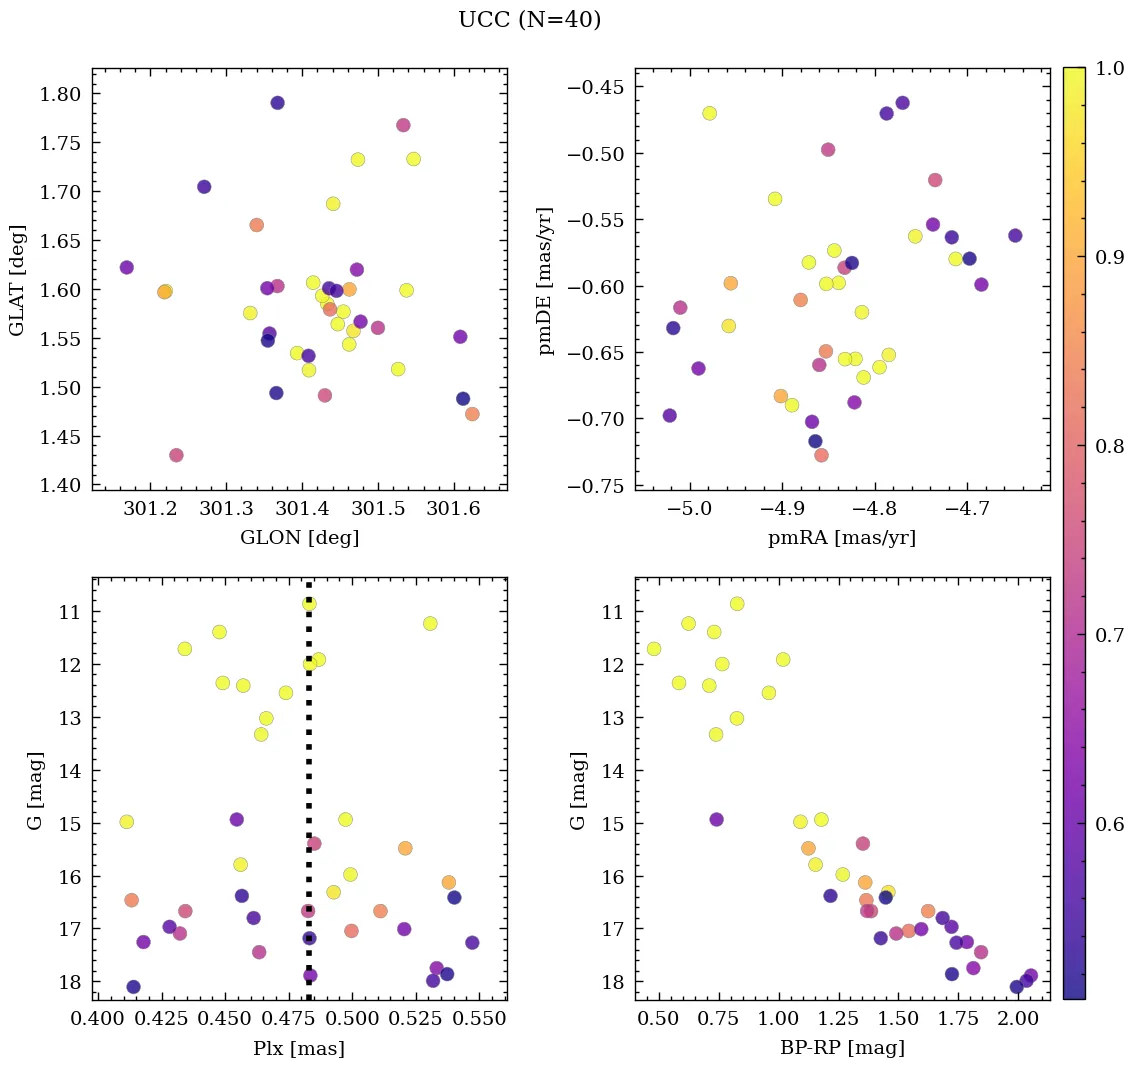 UCC (N=40)
1.80
1.75
1.70
1.65
1.60
1.55
1.50
1.45
1.40
GLAT [deg]
301.2 301.3 301.4 301.5 301.6
GLON [deg]
−0.45
−0.50
−0.55
−0.60
−0.65
−0.70
−0.75
pmDE [mas/yr]
−5.0 −4.9 −4.8 −4.7
pmRA [mas/yr]
1.0
0.9
0.8
0.7
0.6
11
12
13
14
15
16
17
18
G [mag]
0.400 0.425 0.450 0.475 0.500 0.525 0.550
Plx [mas]
11
12
13
14
15
16
17
18
G [mag]
0.50 0.75 1.00 1.25 1.50 1.75 2.00
BP-RP [mag]